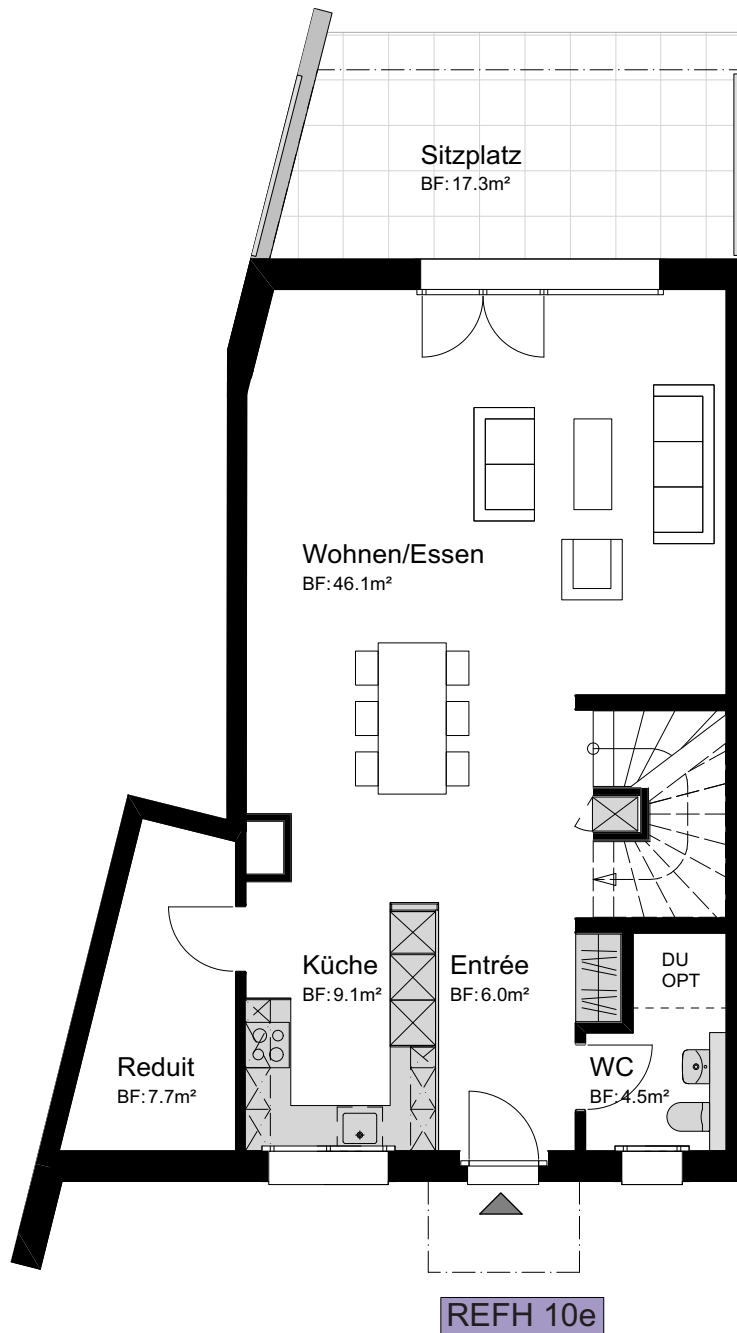 Sitzplatz
BF: 17.3m²
Wohnen/Essen
BF: 46.1m²
Küche
BF: 9.1m²
Entrée
BF: 6.0m²
DU
OPT
Reduit
BF: 7.7m²
WC
BF: 4.5m²
REFH 10e